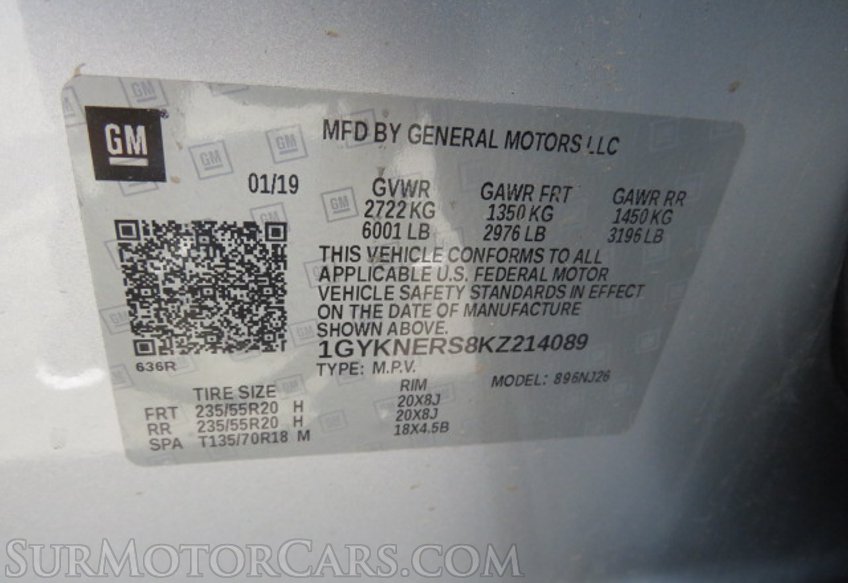 GM
MFD BY GENERAL MOTORS LLC
01/19
GVWR GAWR FRT GAWR RR
2722 KG 1350 KG 1450 KG
6001 LB 2976 LB 3196 LB
THIS VEHICLE CONFORMS TO ALL
APPLICABLE U.S. FEDERAL MOTOR
VEHICLE SAFETY STANDARDS IN EFFECT
ON THE DATE OF MANUFACTURE
SHOWN ABOVE.
1GYKNERS8KZ214089
636R
TYPE: M.P.V. MODEL: 896NJ26
TIRE SIZE RIM
FRT 235/55R20 H 20X8J
RR 235/55R20 H 20X8J
SPA T135/70R18 M 18X4.5B
SURMOTORCARS.COM